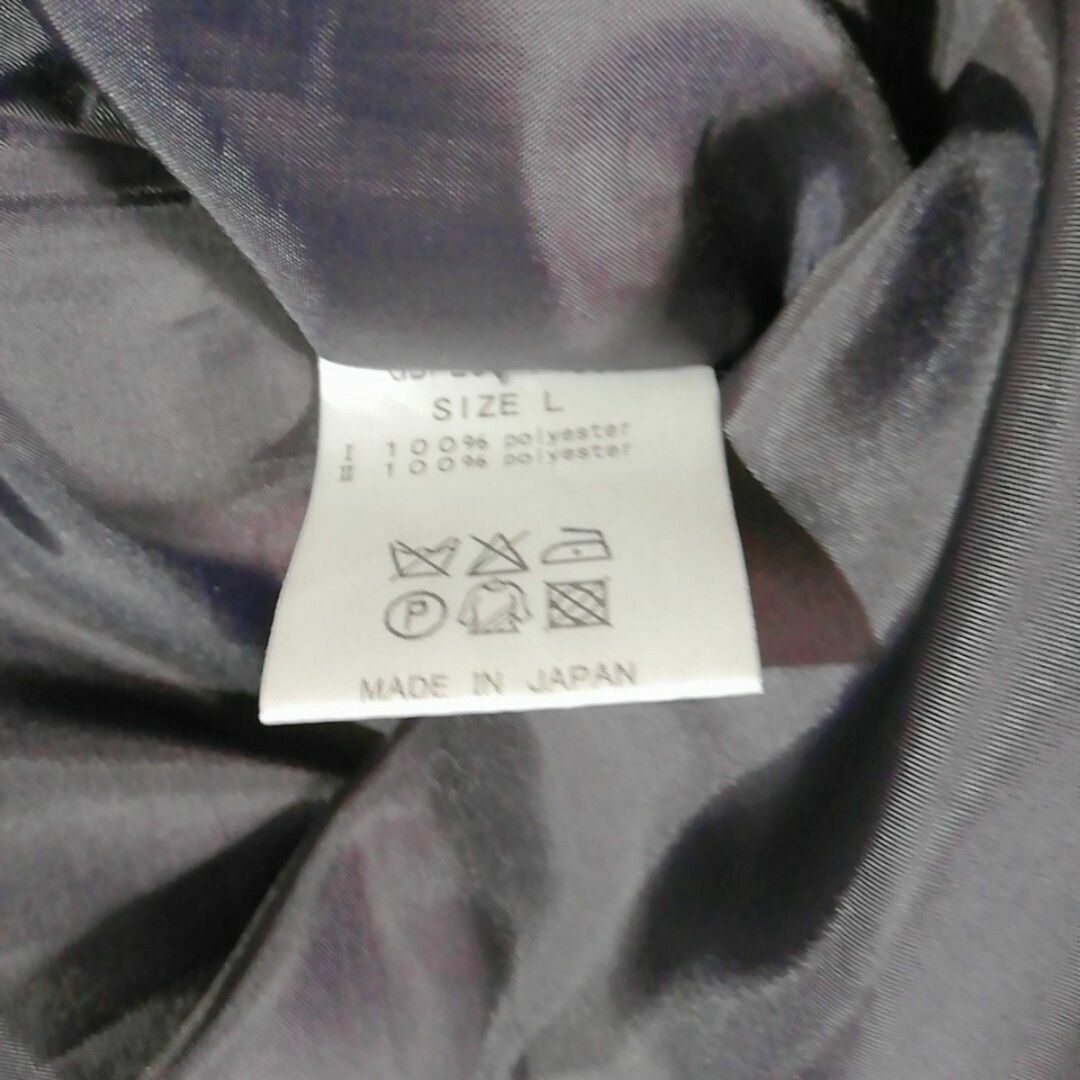 SIZE L
I 100% polyester
II 100% polyester
P
MADE IN JAPAN